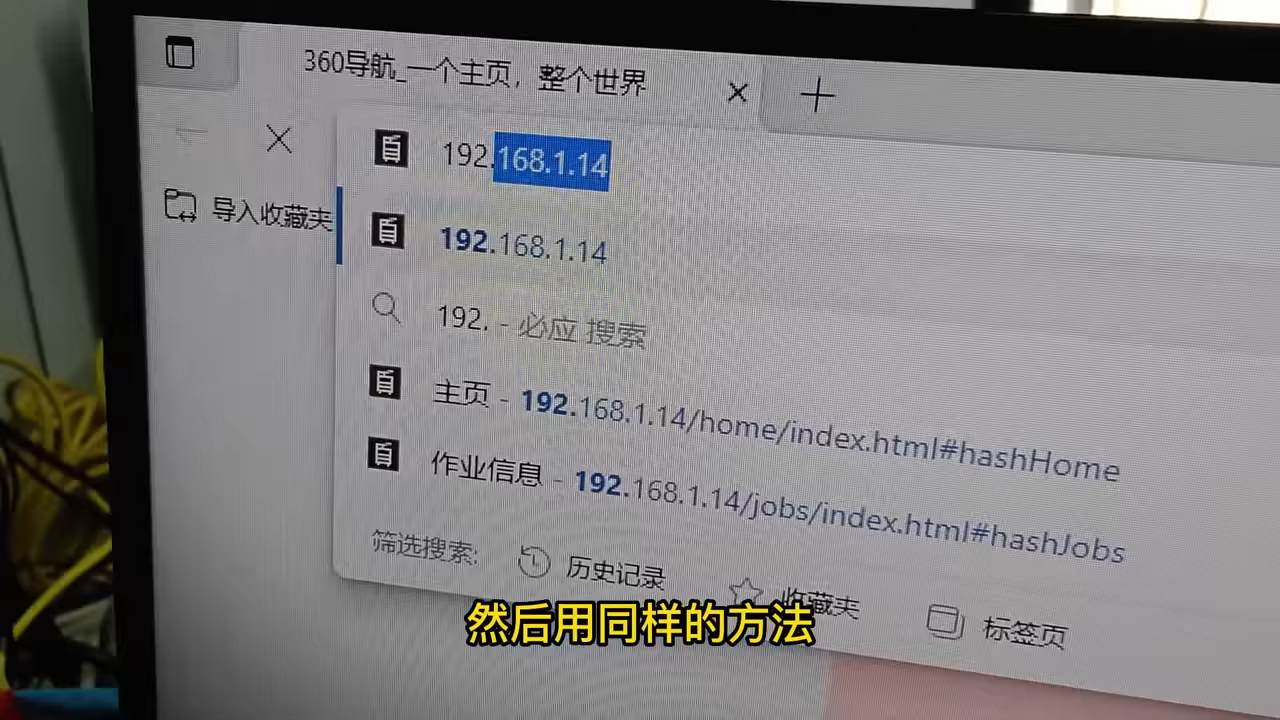 360导航_一个主页，整个世界
192.168.1.14
导入收藏夹
192.168.1.14
192. - 必应 搜索
主页 - 192.168.1.14/home/index.html#hashHome
作业信息 - 192.168.1.14/jobs/index.html#hashJobs
筛选搜索: 历史记录 收藏夹 标签页
然后用同样的方法